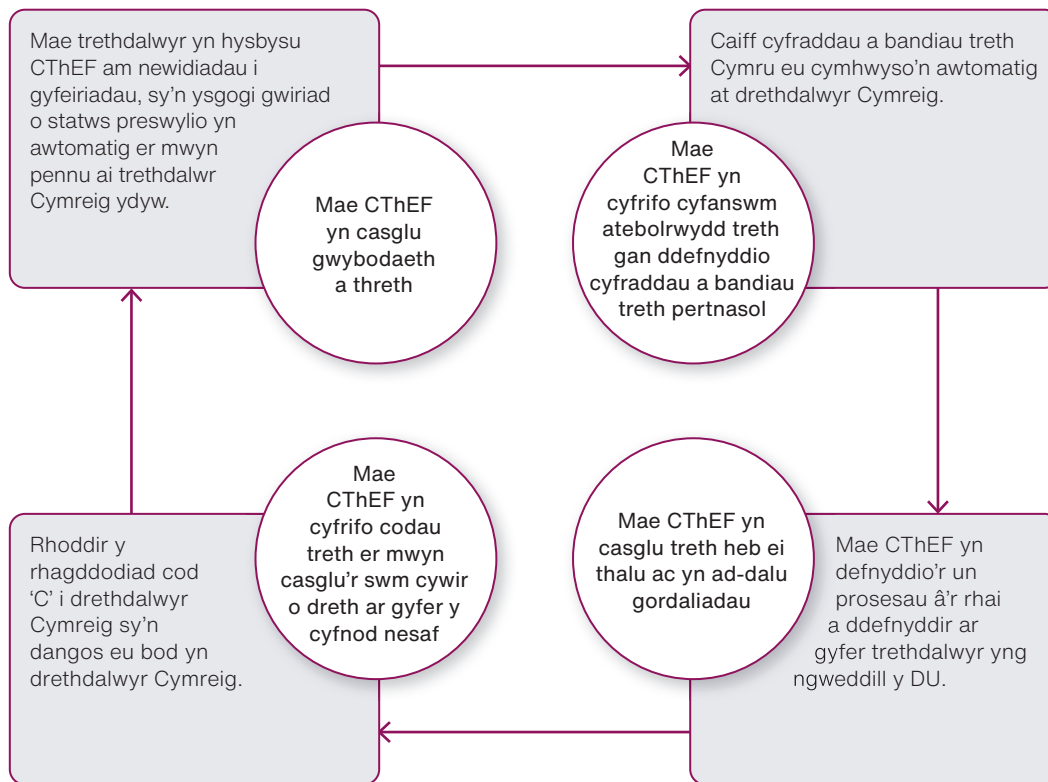 Mae trethdalwyr yn hysbysu
CThEF am newidiadau i
gyfeiriadau, sy'n ysgogi gwiriad
o statws preswylio yn
awtomatig er mwyn
pennu ai trethdalwr
Cymreig ydyw.
Mae CThEF
yn casglu
gwybodaeth
a threth
Caiff cyfraddau a bandiau treth
Cymru eu cymhwyso'n awtomatig
at drethdalwyr Cymreig.
Mae
CThEF yn
cyfrifo cyfanswm
atebolrwydd treth
gan ddefnyddio
cyfraddau a bandiau
treth pertnasol
Mae CThEF yn
defnyddio'r un
prosesau â'r rhai
a ddefnyddir ar
gyfer trethdalwyr yng
ngweddill y DU.
Mae CThEF yn
casglu treth heb ei
thalu ac yn ad-dalu
gordaliadau
Mae
CThEF yn
cyfrifo codau
treth er mwyn
casglu'r swm cywir
o dreth ar gyfer y
cyfnod nesaf
Rhoddir y
rhagddodiad cod
'C' i drethdalwyr
Cymreig sy'n
dangos eu bod yn
drethdalwyr Cymreig.